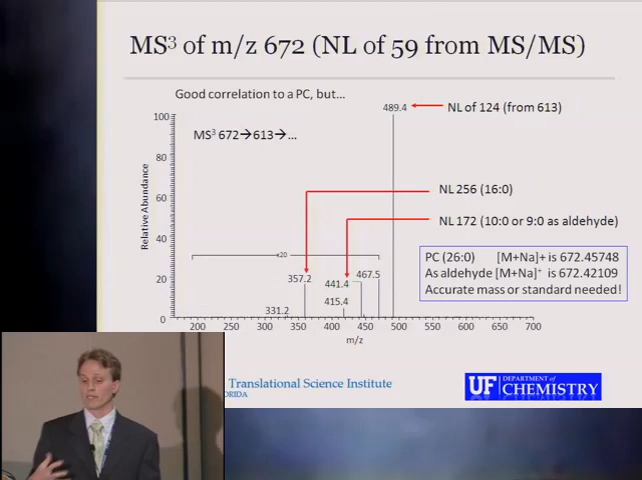 MS³ of m/z 672 (NL of 59 from MS/MS)
Good correlation to a PC, but...
489.4
NL of 124 (from 613)
100
MS³ 672→613→...
80
Relative Abundance
60
NL 256 (16:0)
NL 172 (10:0 or 9:0 as aldehyde)
40
x20
PC (26:0) [M+Na]+ is 672.45748
As aldehyde [M+Na]⁺ is 672.42109
Accurate mass or standard needed!
20
357.2
441.4
467.5
415.4
331.2
0
200 250 300 350 400 450 500 550 600 650 700
m/z
Translational Science Institute
ORIDA
UF DEPARTMENT of
CHEMISTRY